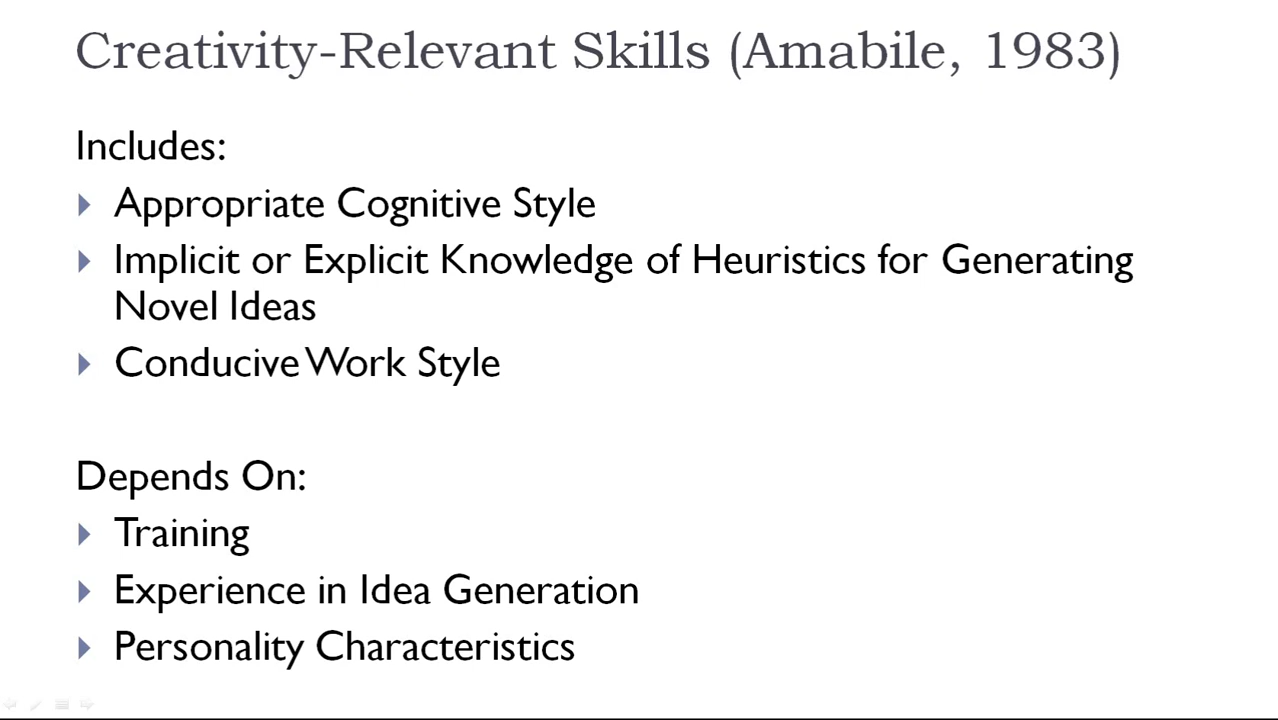 Creativity-Relevant Skills (Amabile, 1983)
Includes:
Appropriate Cognitive Style
Implicit or Explicit Knowledge of Heuristics for Generating
Novel Ideas
Conducive Work Style
Depends On:
Training
Experience in Idea Generation
Personality Characteristics